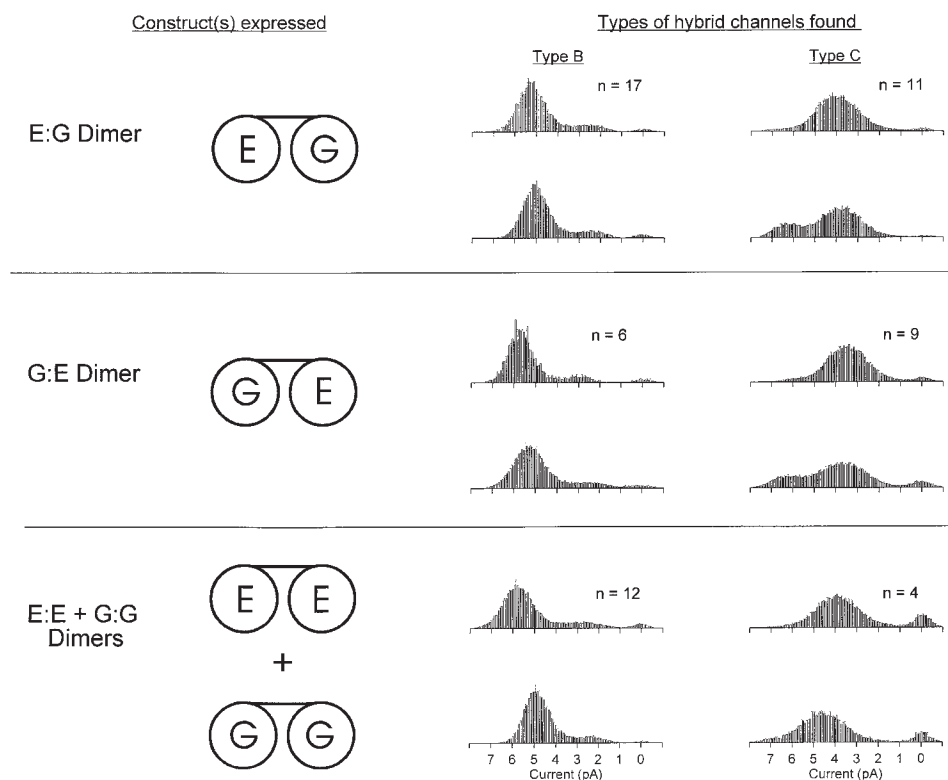 Construct(s) expressed
Types of hybrid channels found
Type B
Type C
E:G Dimer
E G
n = 17
n = 11
G:E Dimer
G E
n = 6
n = 9
E:E + G:G
Dimers
E E
+
G G
n = 12
n = 4
7 6 5 4 3 2 1 0
Current (pA)
7 6 5 4 3 2 1 0
Current (pA)